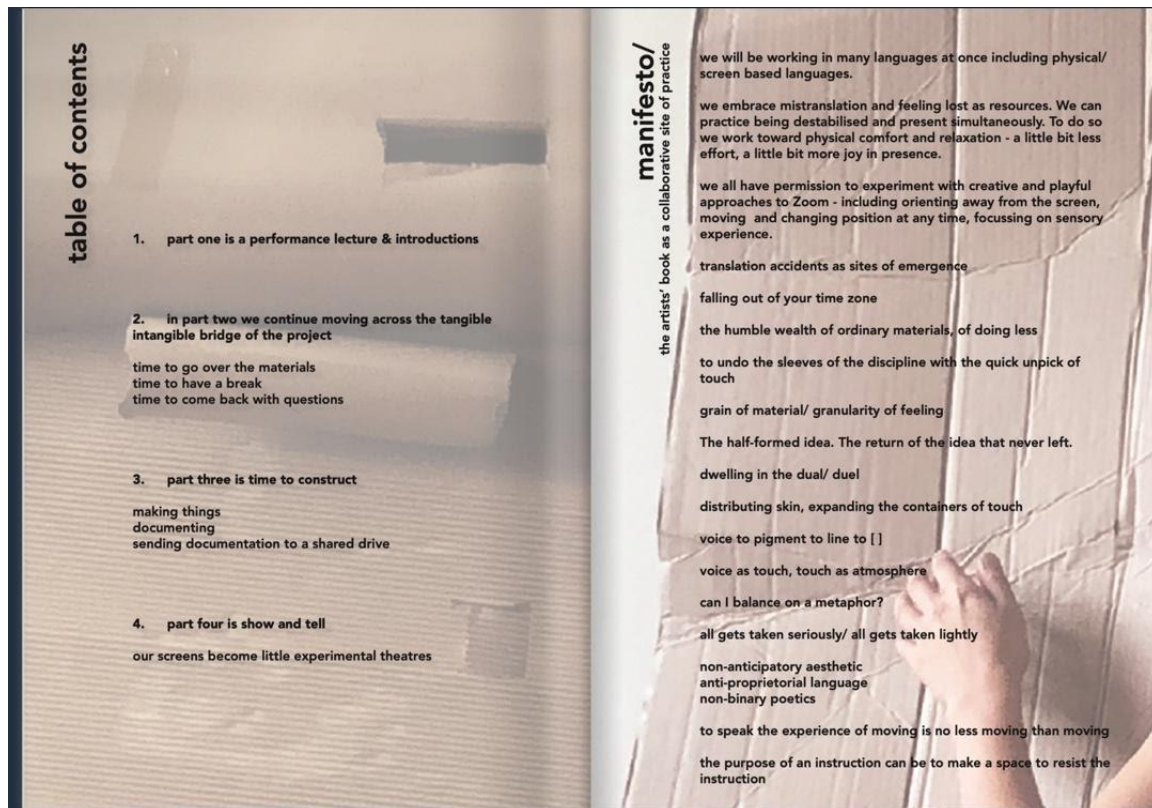 table of contents
1. part one is a performance lecture & introductions
2. in part two we continue moving across the tangible
intangible bridge of the project
time to go over the materials
time to have a break
time to come back with questions
3. part three is time to construct
making things
documenting
sending documentation to a shared drive
4. part four is show and tell
our screens become little experimental theatres
manifesto/
the artists’ book as a collaborative site of practice
we will be working in many languages at once including physical/
screen based languages.
we embrace mistranslation and feeling lost as resources. We can
practice being destabilised and present simultaneously. To do so
we work toward physical comfort and relaxation - a little bit less
effort, a little bit more joy in presence.
we all have permission to experiment with creative and playful
approaches to Zoom - including orienting away from the screen,
moving and changing position at any time, focussing on sensory
experience.
translation accidents as sites of emergence
falling out of your time zone
the humble wealth of ordinary materials, of doing less
to undo the sleeves of the discipline with the quick unpick of
touch
grain of material/ granularity of feeling
The half-formed idea. The return of the idea that never left.
dwelling in the dual/ duel
distributing skin, expanding the containers of touch
voice to pigment to line to [ ]
voice as touch, touch as atmosphere
can I balance on a metaphor?
all gets taken seriously/ all gets taken lightly
non-anticipatory aesthetic
anti-proprietorial language
non-binary poetics
to speak the experience of moving is no less moving than moving
the purpose of an instruction can be to make a space to resist the
instruction